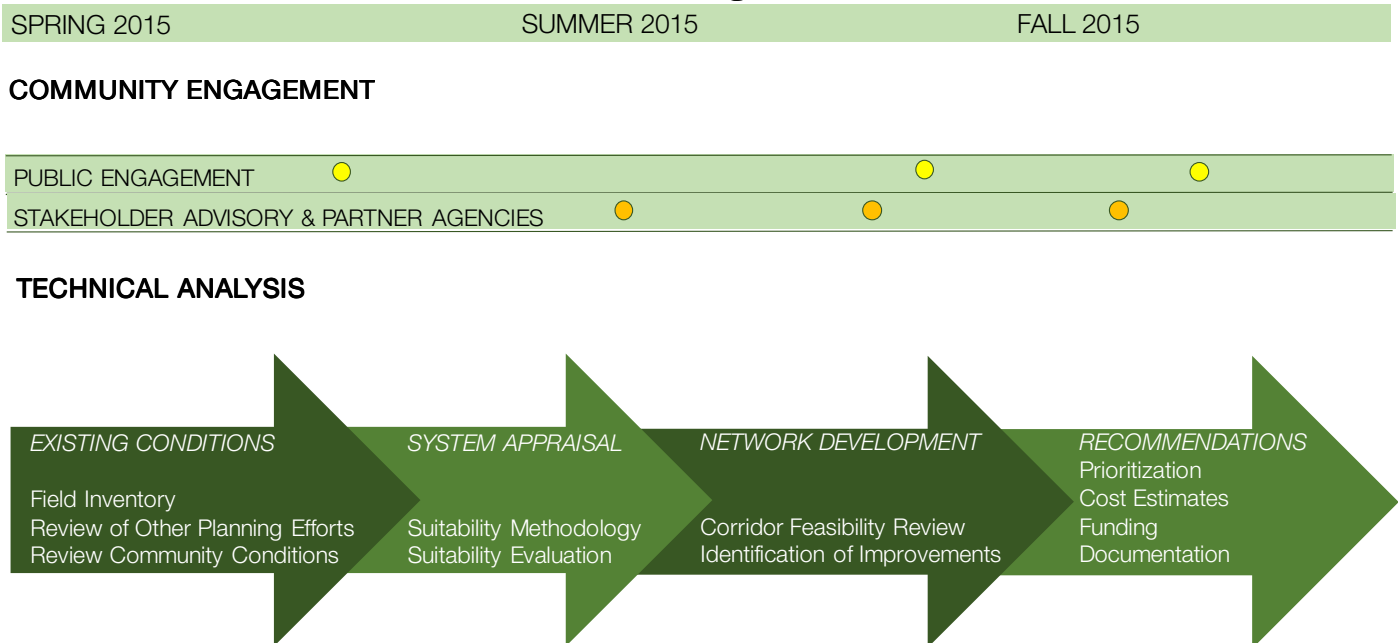 SPRING 2015
SUMMER 2015
FALL 2015
COMMUNITY ENGAGEMENT
PUBLIC ENGAGEMENT
STAKEHOLDER ADVISORY & PARTNER AGENCIES
TECHNICAL ANALYSIS
EXISTING CONDITIONS
Field Inventory
Review of Other Planning Efforts
Review Community Conditions
SYSTEM APPRAISAL
Suitability Methodology
Suitability Evaluation
NETWORK DEVELOPMENT
Corridor Feasibility Review
Identification of Improvements
RECOMMENDATIONS
Prioritization
Cost Estimates
Funding
Documentation